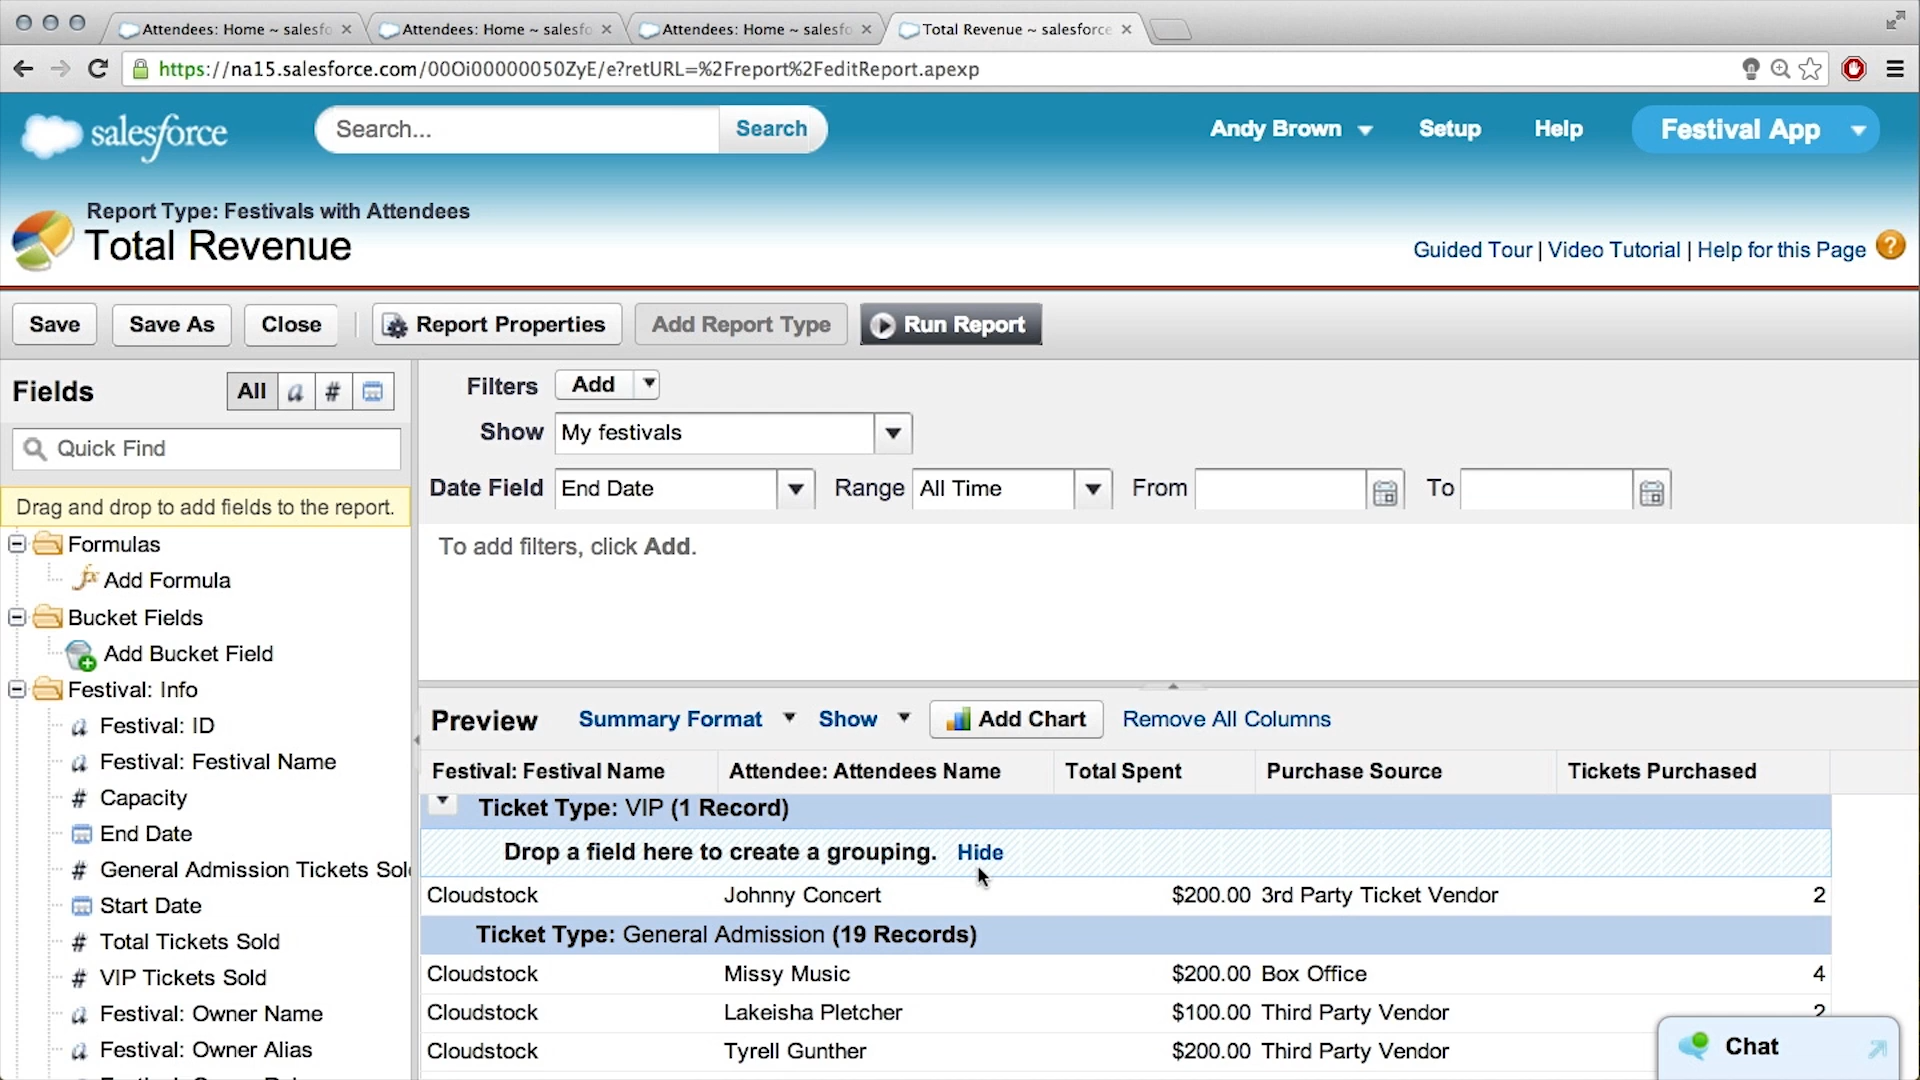 Attendees: Home ~ salesfo
Attendees: Home ~ salesfo
Attendees: Home ~ salesfo
Total Revenue ~ salesforce
https://na15.salesforce.com/00Oi00000050ZyE/e?retURL=%2Freport%2FeditReport.apexp
salesforce
Search...
Search
Andy Brown
Setup
Help
Festival App
Report Type: Festivals with Attendees
Total Revenue
Guided Tour | Video Tutorial | Help for this Page
Save
Save As
Close
Report Properties
Add Report Type
Run Report
Fields
All
a
#
Quick Find
Drag and drop to add fields to the report.
Formulas
Add Formula
Bucket Fields
Add Bucket Field
Festival: Info
a Festival: ID
a Festival: Festival Name
# Capacity
End Date
# General Admission Tickets Sol
Start Date
# Total Tickets Sold
# VIP Tickets Sold
a Festival: Owner Name
a Festival: Owner Alias
Filters Add
Show My festivals
Date Field End Date Range All Time From To
To add filters, click Add.
Preview Summary Format Show Add Chart Remove All Columns
Festival: Festival Name Attendee: Attendees Name Total Spent Purchase Source Tickets Purchased
Ticket Type: VIP (1 Record)
Drop a field here to create a grouping. Hide
Cloudstock Johnny Concert $200.00 3rd Party Ticket Vendor 2
Ticket Type: General Admission (19 Records)
Cloudstock Missy Music $200.00 Box Office 4
Cloudstock Lakeisha Pletcher $100.00 Third Party Vendor 2
Cloudstock Tyrell Gunther $200.00 Third Party Vendor
Chat